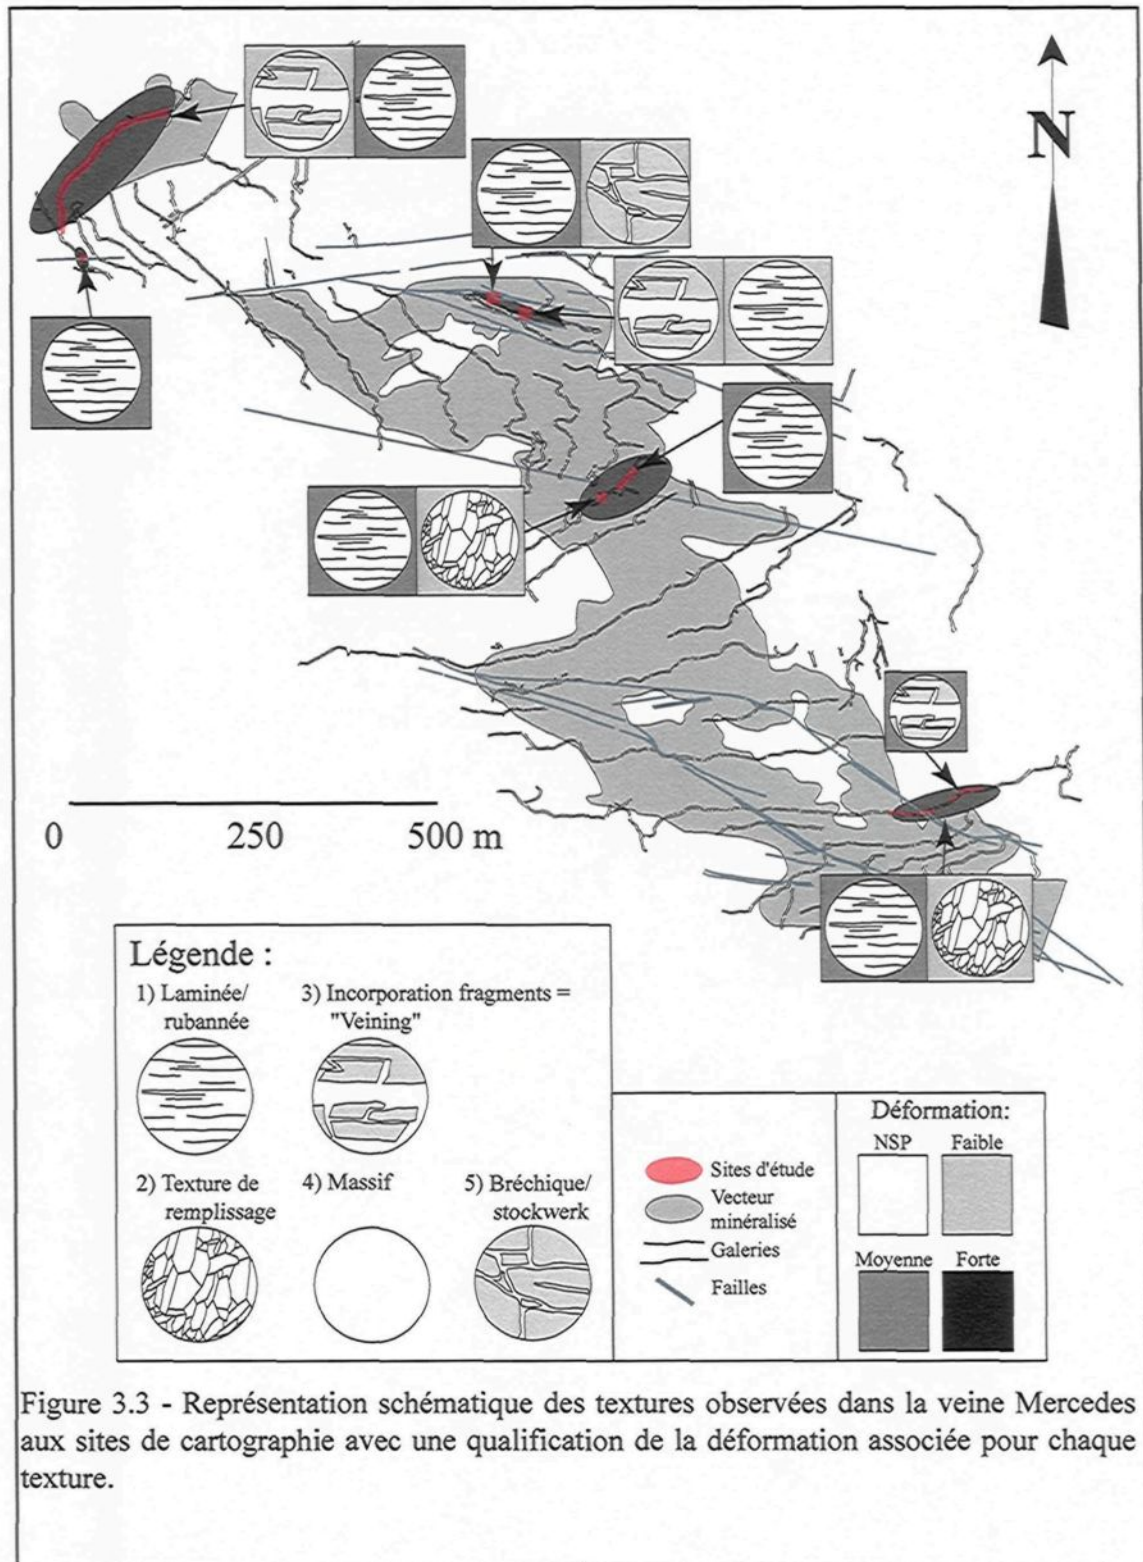 N
0 250 500 m
Légende :
1) Laminée/
rubannée
3) Incorporation fragments =
"Veining"
2) Texture de
remplissage
4) Massif
5) Bréchique/
stockwerk
Sites d'étude
Vecteur
minéralisé
Galeries
Failles
Déformation:
NSP Faible
Moyenne Forte
Figure 3.3 - Représentation schématique des textures observées dans la veine Mercedes
aux sites de cartographie avec une qualification de la déformation associée pour chaque
texture.